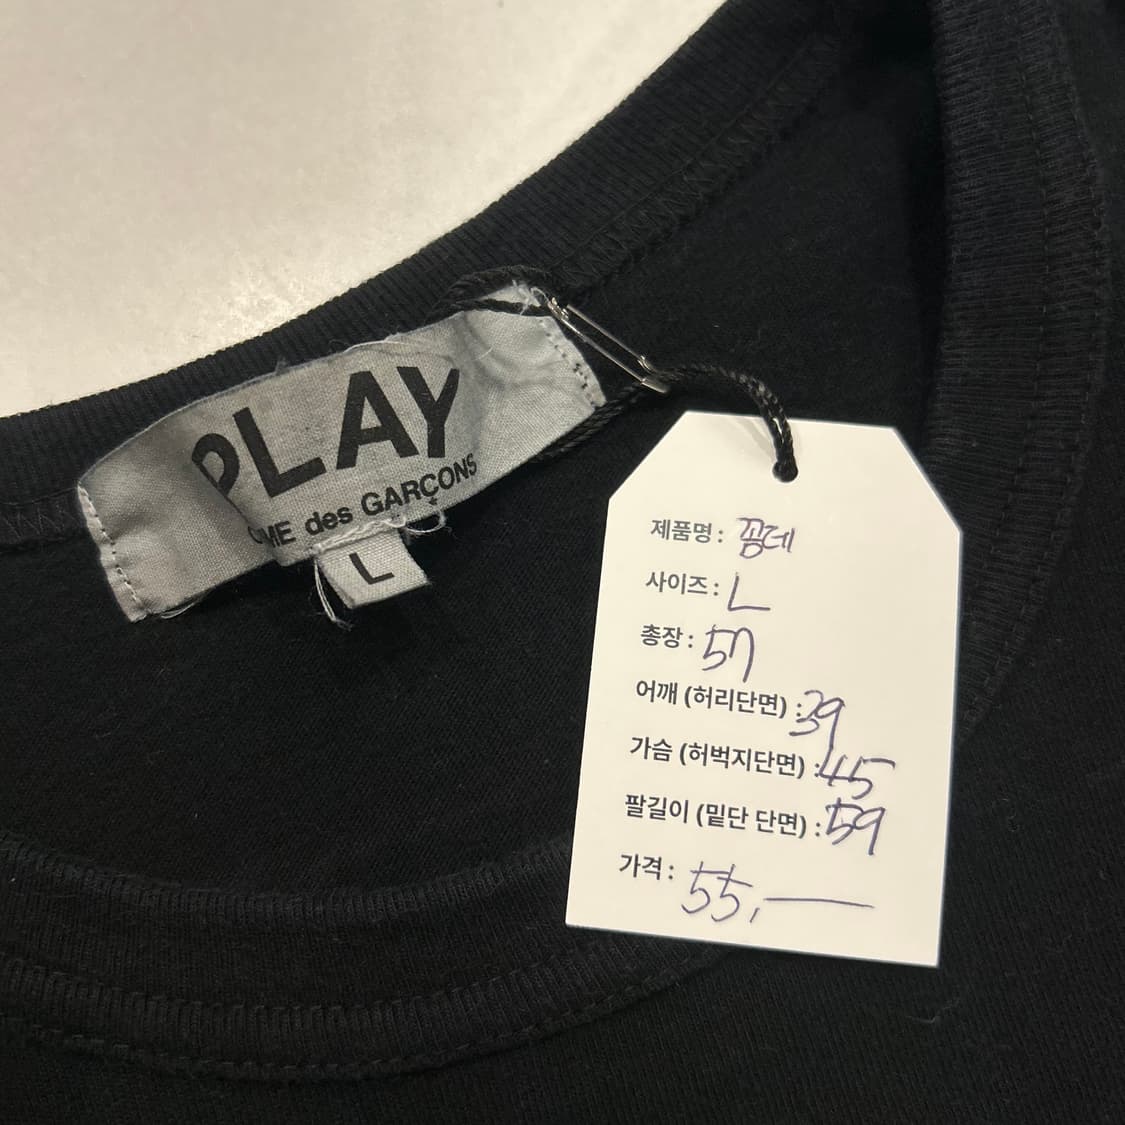 PLAY
OMME des GARÇONS
L
제품명 : 꼼데
사이즈 : L
총장 : 57
어깨 (허리단면) : 39
가슴 (허벅지단면) : 45
팔길이 (밑단 단면) : 59
가격 : 55,—